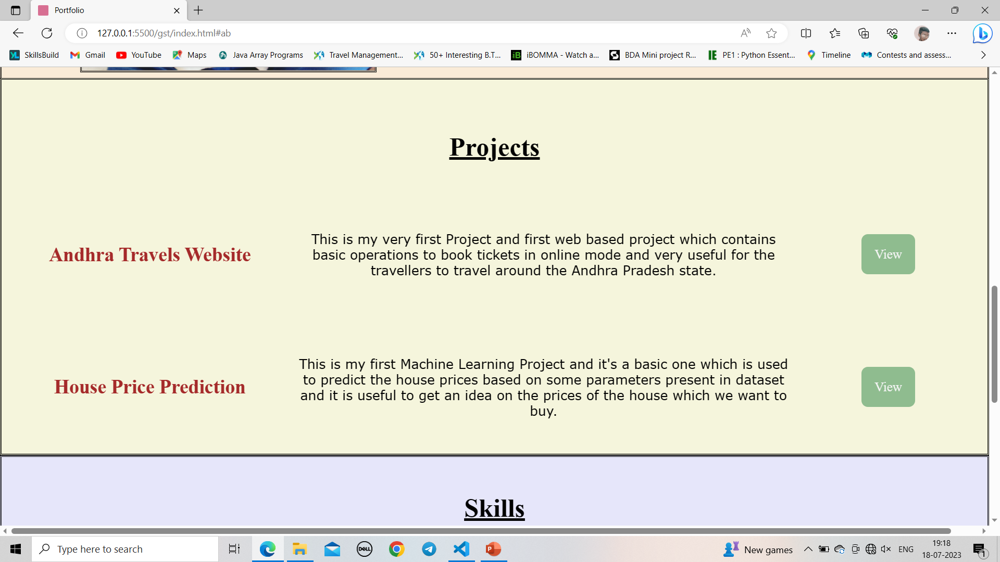 Portfolio
127.0.0.1:5500/gst/index.html#ab
SkillsBuild Gmail YouTube Maps Java Array Programs Travel Management... 50+ Interesting B.T... iBOMMA - Watch a... BDA Mini project R... PE1 : Python Essent... Timeline Contests and assess...
Projects
Andhra Travels Website
This is my very first Project and first web based project which contains
basic operations to book tickets in online mode and very useful for the
travellers to travel around the Andhra Pradesh state.
View
House Price Prediction
This is my first Machine Learning Project and it's a basic one which is used
to predict the house prices based on some parameters present in dataset
and it is useful to get an idea on the prices of the house which we want to
buy.
View
Skills
Type here to search
New games
ENG
19:18
18-07-2023
1